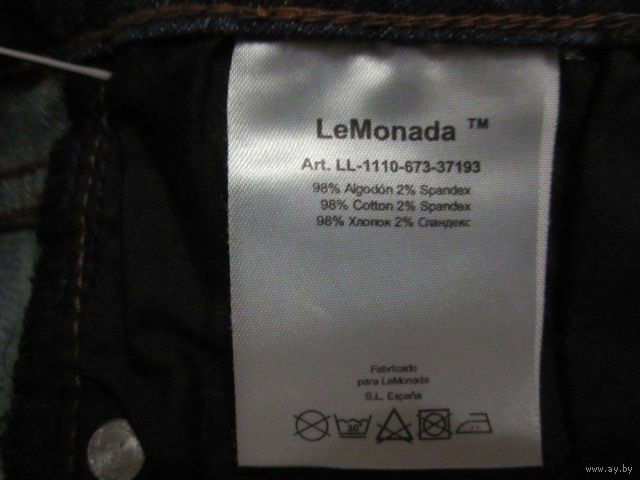 LeMonada ™
Art. LL-1110-673-37193
98% Algodón 2% Spandex
98% Cotton 2% Spandex
98% Хлопок 2% Спандекс
Fabricado
para LeMonada
S.L, España
30°
www.ay.by